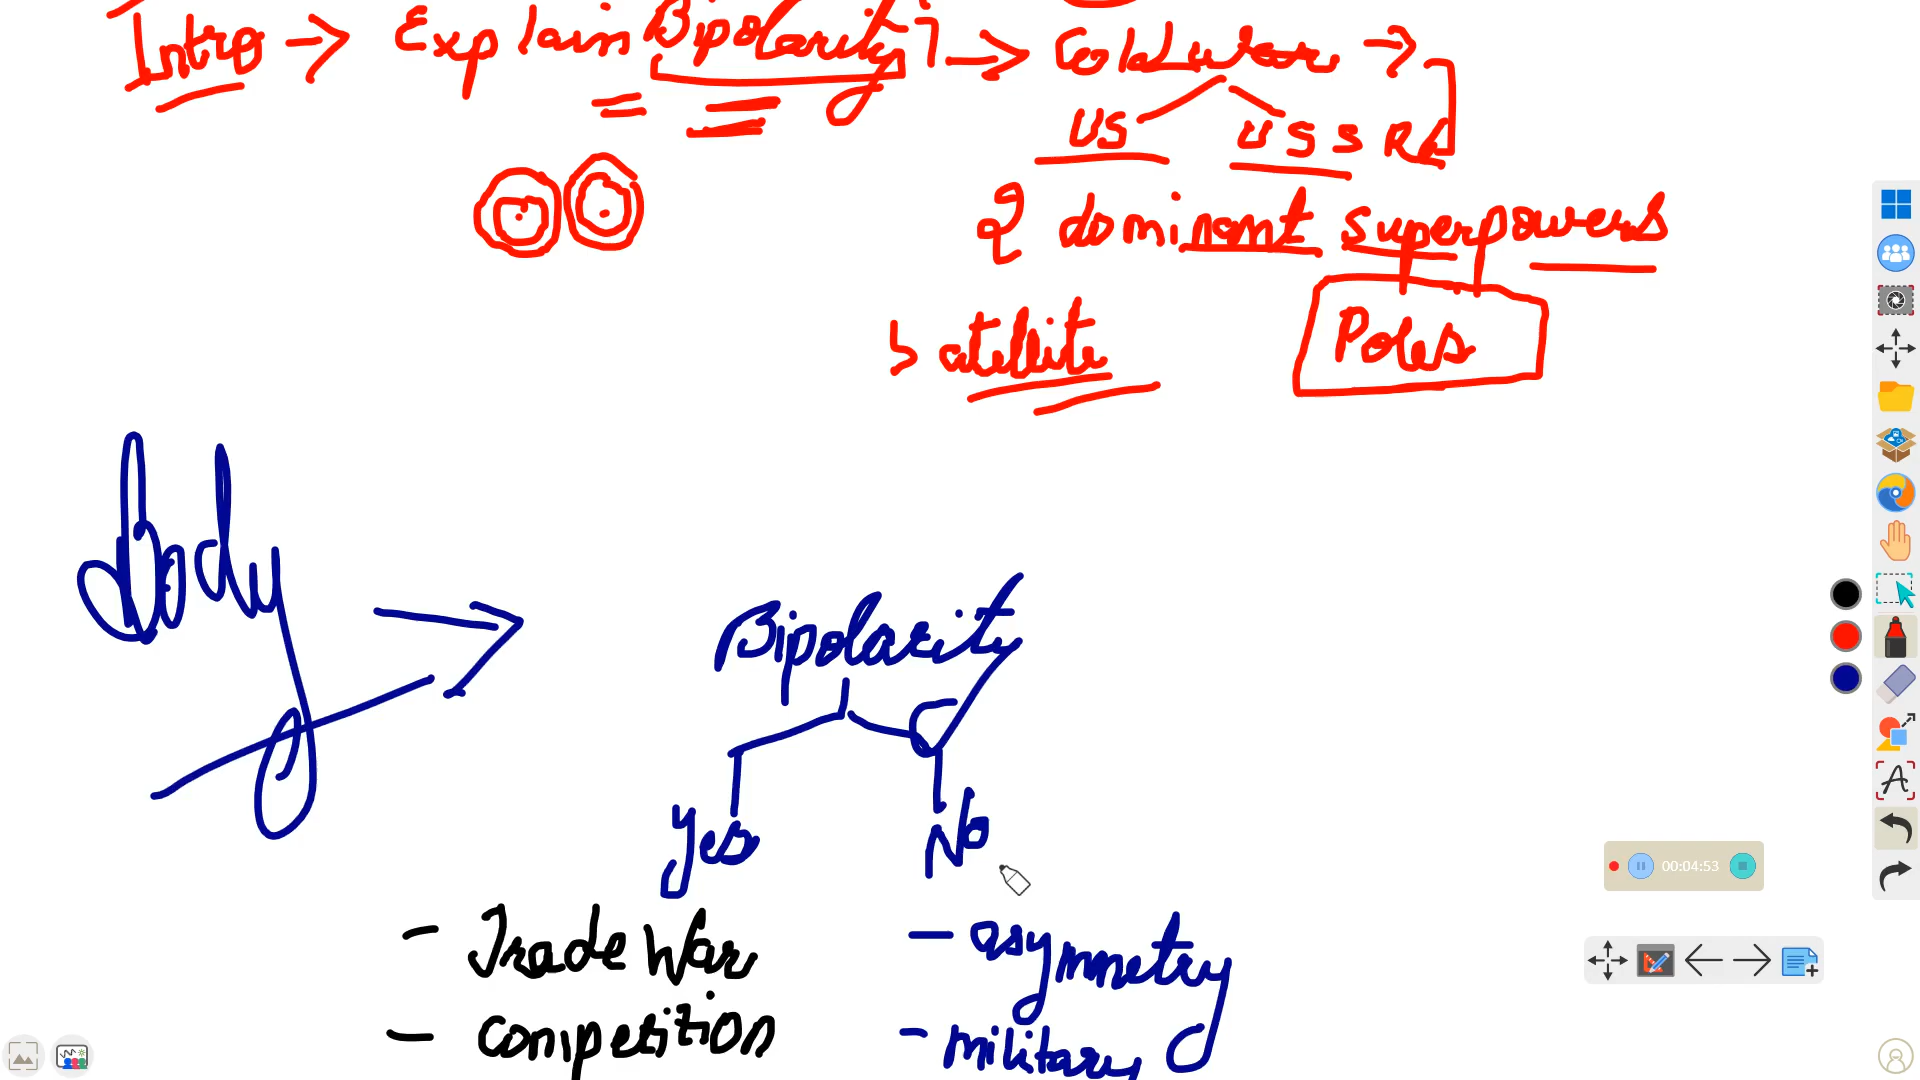 Intro → Explain Bipolarity → Cold war →
US USSR
2 dominant superpowers
satellite Poles
Body
Bipolarity
Yes No
- Trade War - asymmetry
- competition - military
00:04:53